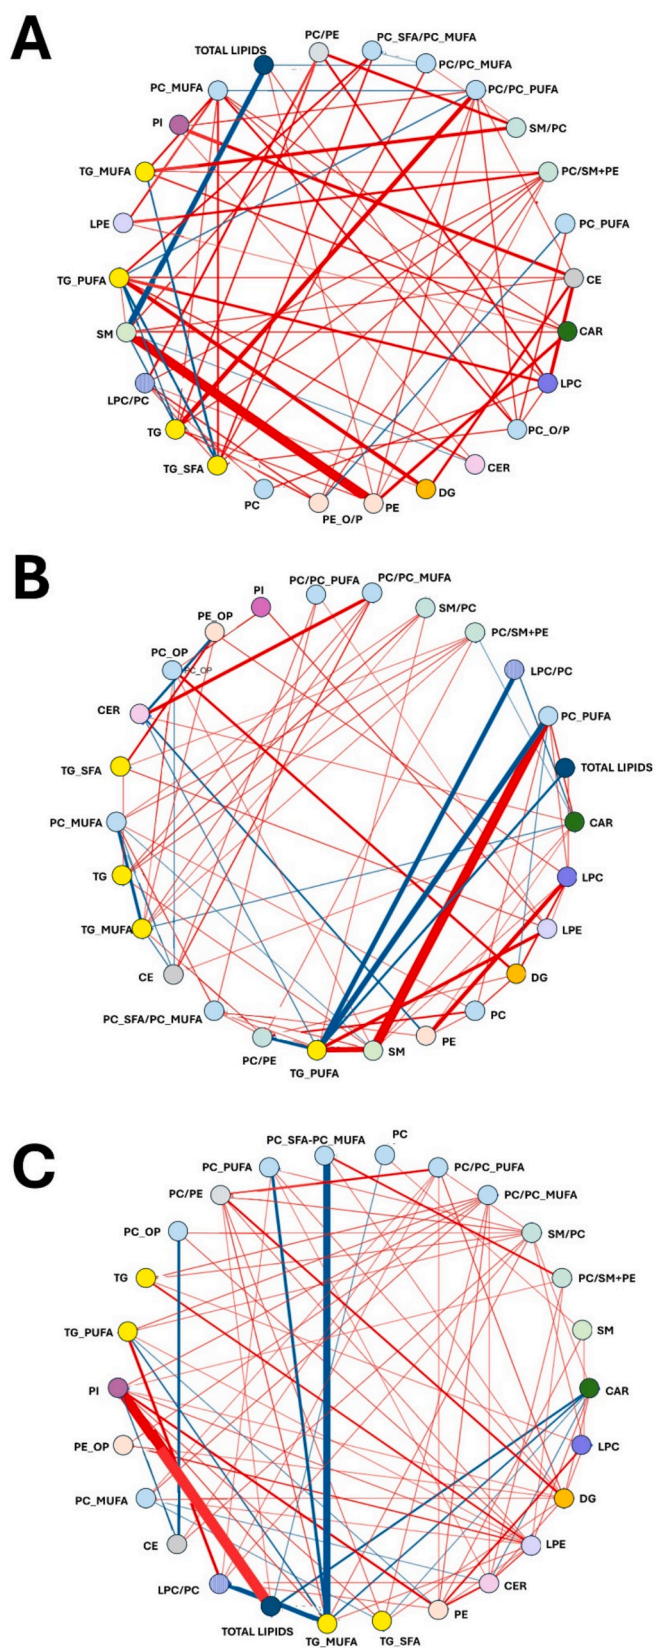 A
PC/PE
PC_SFA/PC_MUFA
TOTAL LIPIDS
PC/PC_MUFA
PC_MUFA
PC/PC_PUFA
PI
SM/PC
TG_MUFA
PC/SM+PE
LPE
PC_PUFA
TG_PUFA
CE
SM
CAR
LPC/PC
LPC
TG
PC_O/P
TG_SFA
CER
PC
PE_O/P
PE
DG
B
PI
PC/PC_PUFA
PC/PC_MUFA
SM/PC
PE_OP
PC/SM+PE
PC_OP
PC_OP
LPC/PC
CER
PC_PUFA
TG_SFA
TOTAL LIPIDS
PC_MUFA
CAR
TG
LPC
TG_MUFA
LPE
CE
DG
PC_SFA/PC_MUFA
PC
PC/PE
TG_PUFA
SM
PE
C
PC_SFA-PC_MUFA
PC
PC_PUFA
PC/PC_PUFA
PC/PE
PC/PC_MUFA
PC_OP
SM/PC
TG
PC/SM+PE
TG_PUFA
SM
PI
CAR
PE_OP
LPC
PC_MUFA
DG
CE
LPE
LPC/PC
CER
TOTAL LIPIDS
TG_MUFA
TG_SFA
PE